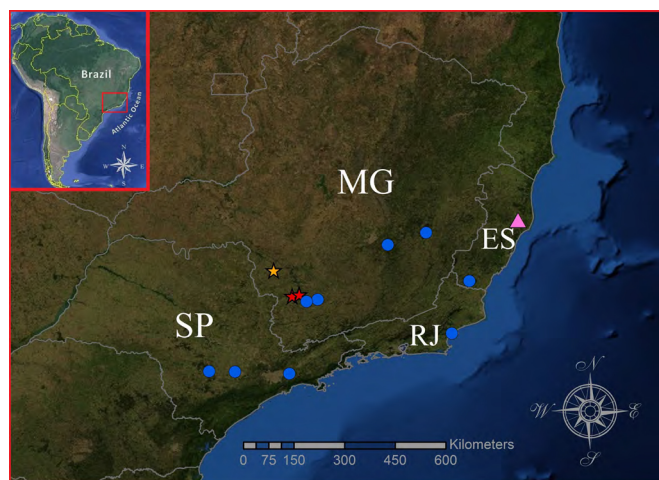 Brazil
Atlantic Ocean
N
W E
S
MG
ES
SP
RJ
N
W E
S
Kilometers
0 75 150 300 450 600